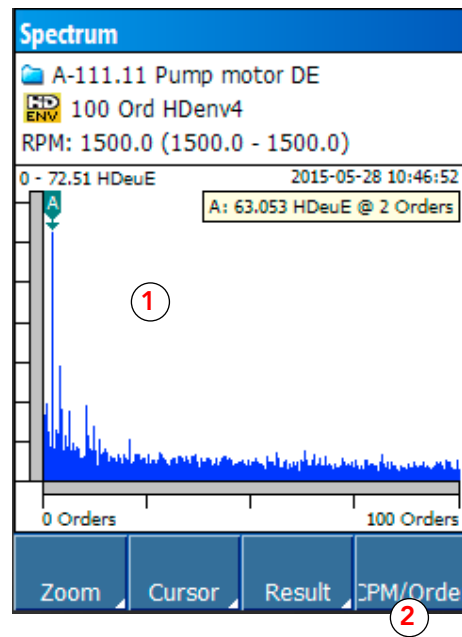 Spectrum
A-111.11 Pump motor DE
HD ENV 100 Ord HDenv4
RPM: 1500.0 (1500.0 - 1500.0)
0 - 72.51 HDeuE 2015-05-28 10:46:52
A
A: 63.053 HDeuE @ 2 Orders
1
0 Orders 100 Orders
Zoom Cursor Result CPM/Orde
2